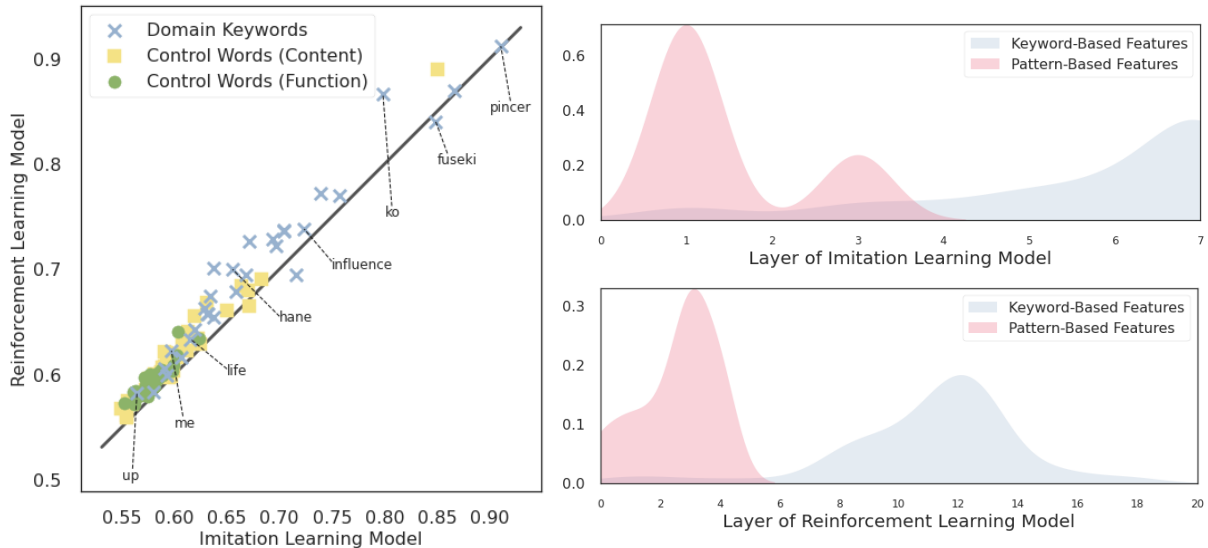 Domain Keywords
Control Words (Content)
Control Words (Function)
0.9
0.8
0.7
0.6
0.5
Reinforcement Learning Model
pincer
fuseki
ko
influence
hane
life
me
up
0.55 0.60 0.65 0.70 0.75 0.80 0.85 0.90
Imitation Learning Model
Keyword-Based Features
Pattern-Based Features
0.6
0.4
0.2
0.0
0 1 2 3 4 5 6 7
Layer of Imitation Learning Model
Keyword-Based Features
Pattern-Based Features
0.3
0.2
0.1
0.0
0 2 4 6 8 10 12 14 16 18 20
Layer of Reinforcement Learning Model